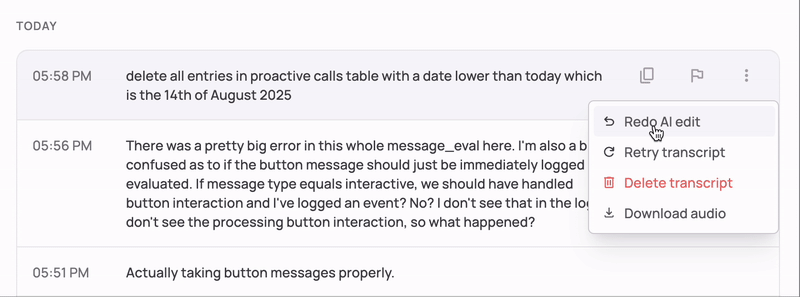 TODAY
05:58 PM
delete all entries in proactive calls table with a date lower than today which
is the 14th of August 2025
Redo AI edit
Retry transcript
Delete transcript
Download audio
05:56 PM
There was a pretty big error in this whole message_eval here. I'm also a
confused as to if the button message should just be immediately logged
evaluated. If message type equals interactive, we should have handled
button interaction and I've logged an event? No? I don't see that in the
don't see the processing button interaction, so what happened?
05:51 PM
Actually taking button messages properly.